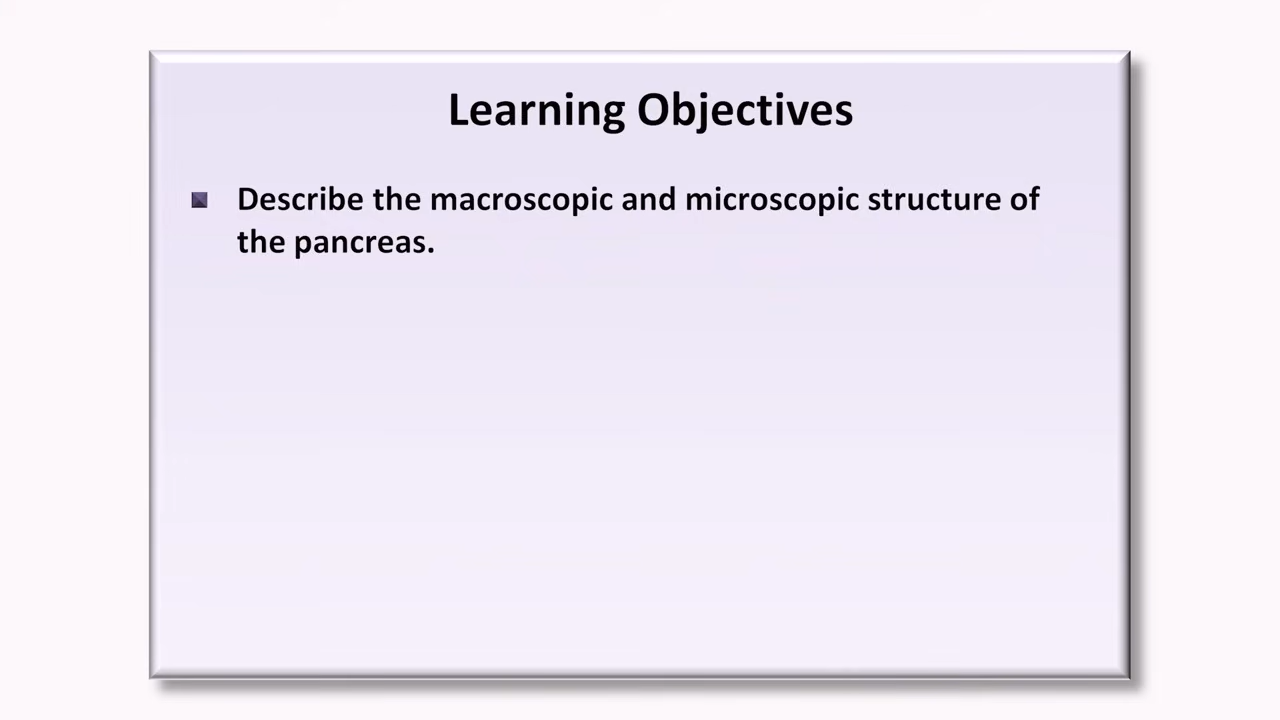 Learning Objectives
Describe the macroscopic and microscopic structure of
the pancreas.